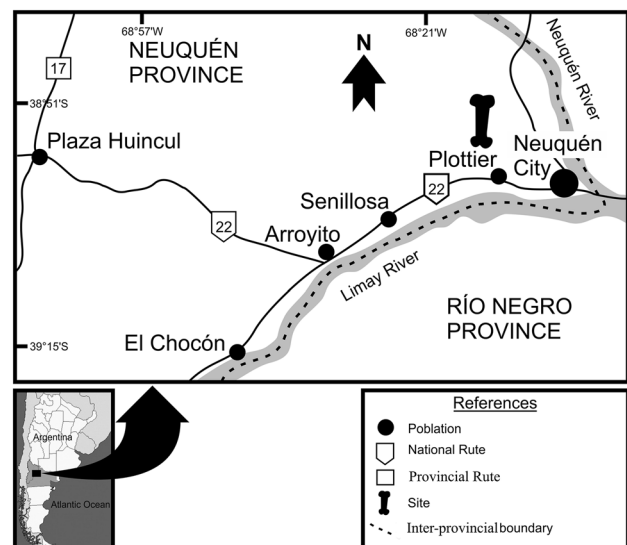 68°57'W
68°21'W
NEUQUÉN
PROVINCE
N
Neuquén River
17
38°51'S
Plaza Huincul
Plottier
Neuquén
City
22
Senillosa
22
Arroyito
Limay River
RÍO NEGRO
PROVINCE
39°15'S
El Chocón
Argentina
Atlantic Ocean
References
Poblation
National Rute
Provincial Rute
Site
Inter-provincial boundary